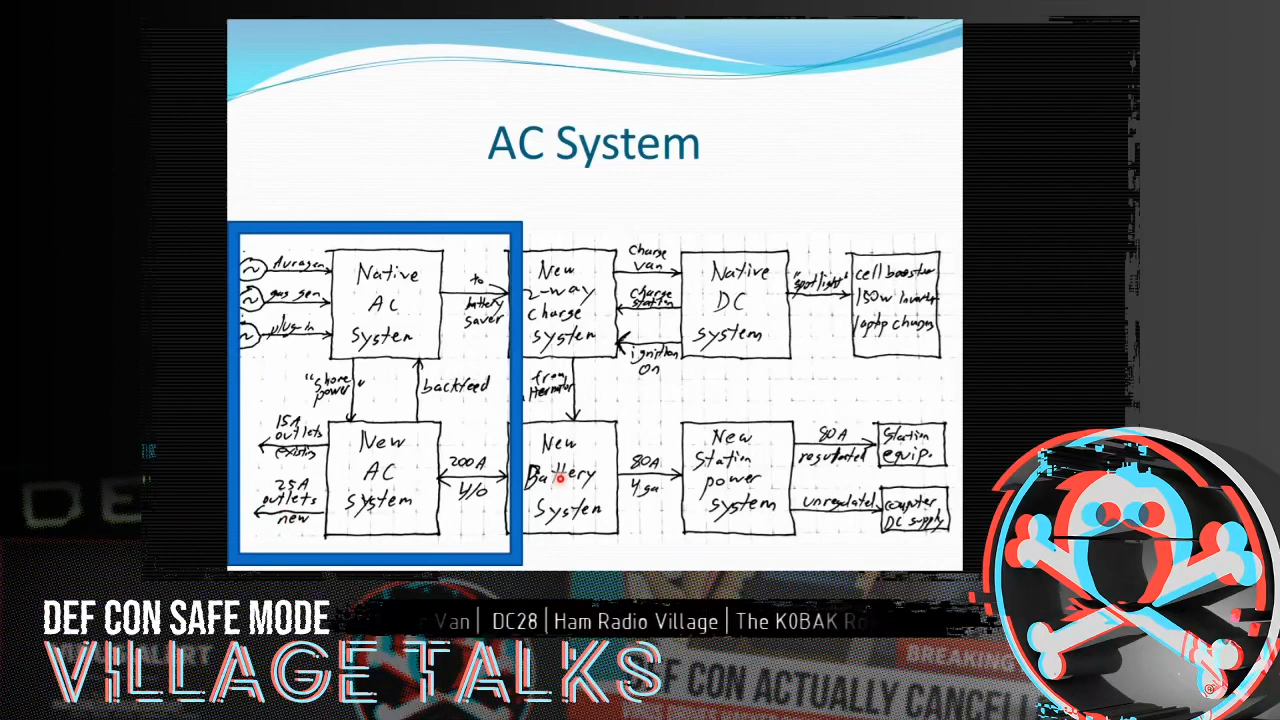 AC System
duragen
gas gen
plug-in
Native
AC
system
to
battery
saver
New
2-way
charge
system
charge
van
charge
station
ignition
on
Native
DC
system
"spotlight"
cell booster
150w inverter
laptop charger
"shore
power"
backfeed
from
15A
outlets
existing
25A
outlets
new
New
AC
system
200A
4/0
New
Battery
System
80A
4ga
New
Station
power
system
80A
regulated
unregulated
Station
equip.
computer
DC supply
DEF CON SAFE MODE
VILLAGE TALKS
Van | DC28 | Ham Radio Village | The K0BAK Ro
BREAKING
DEF CON ACTUALLY CANCELL